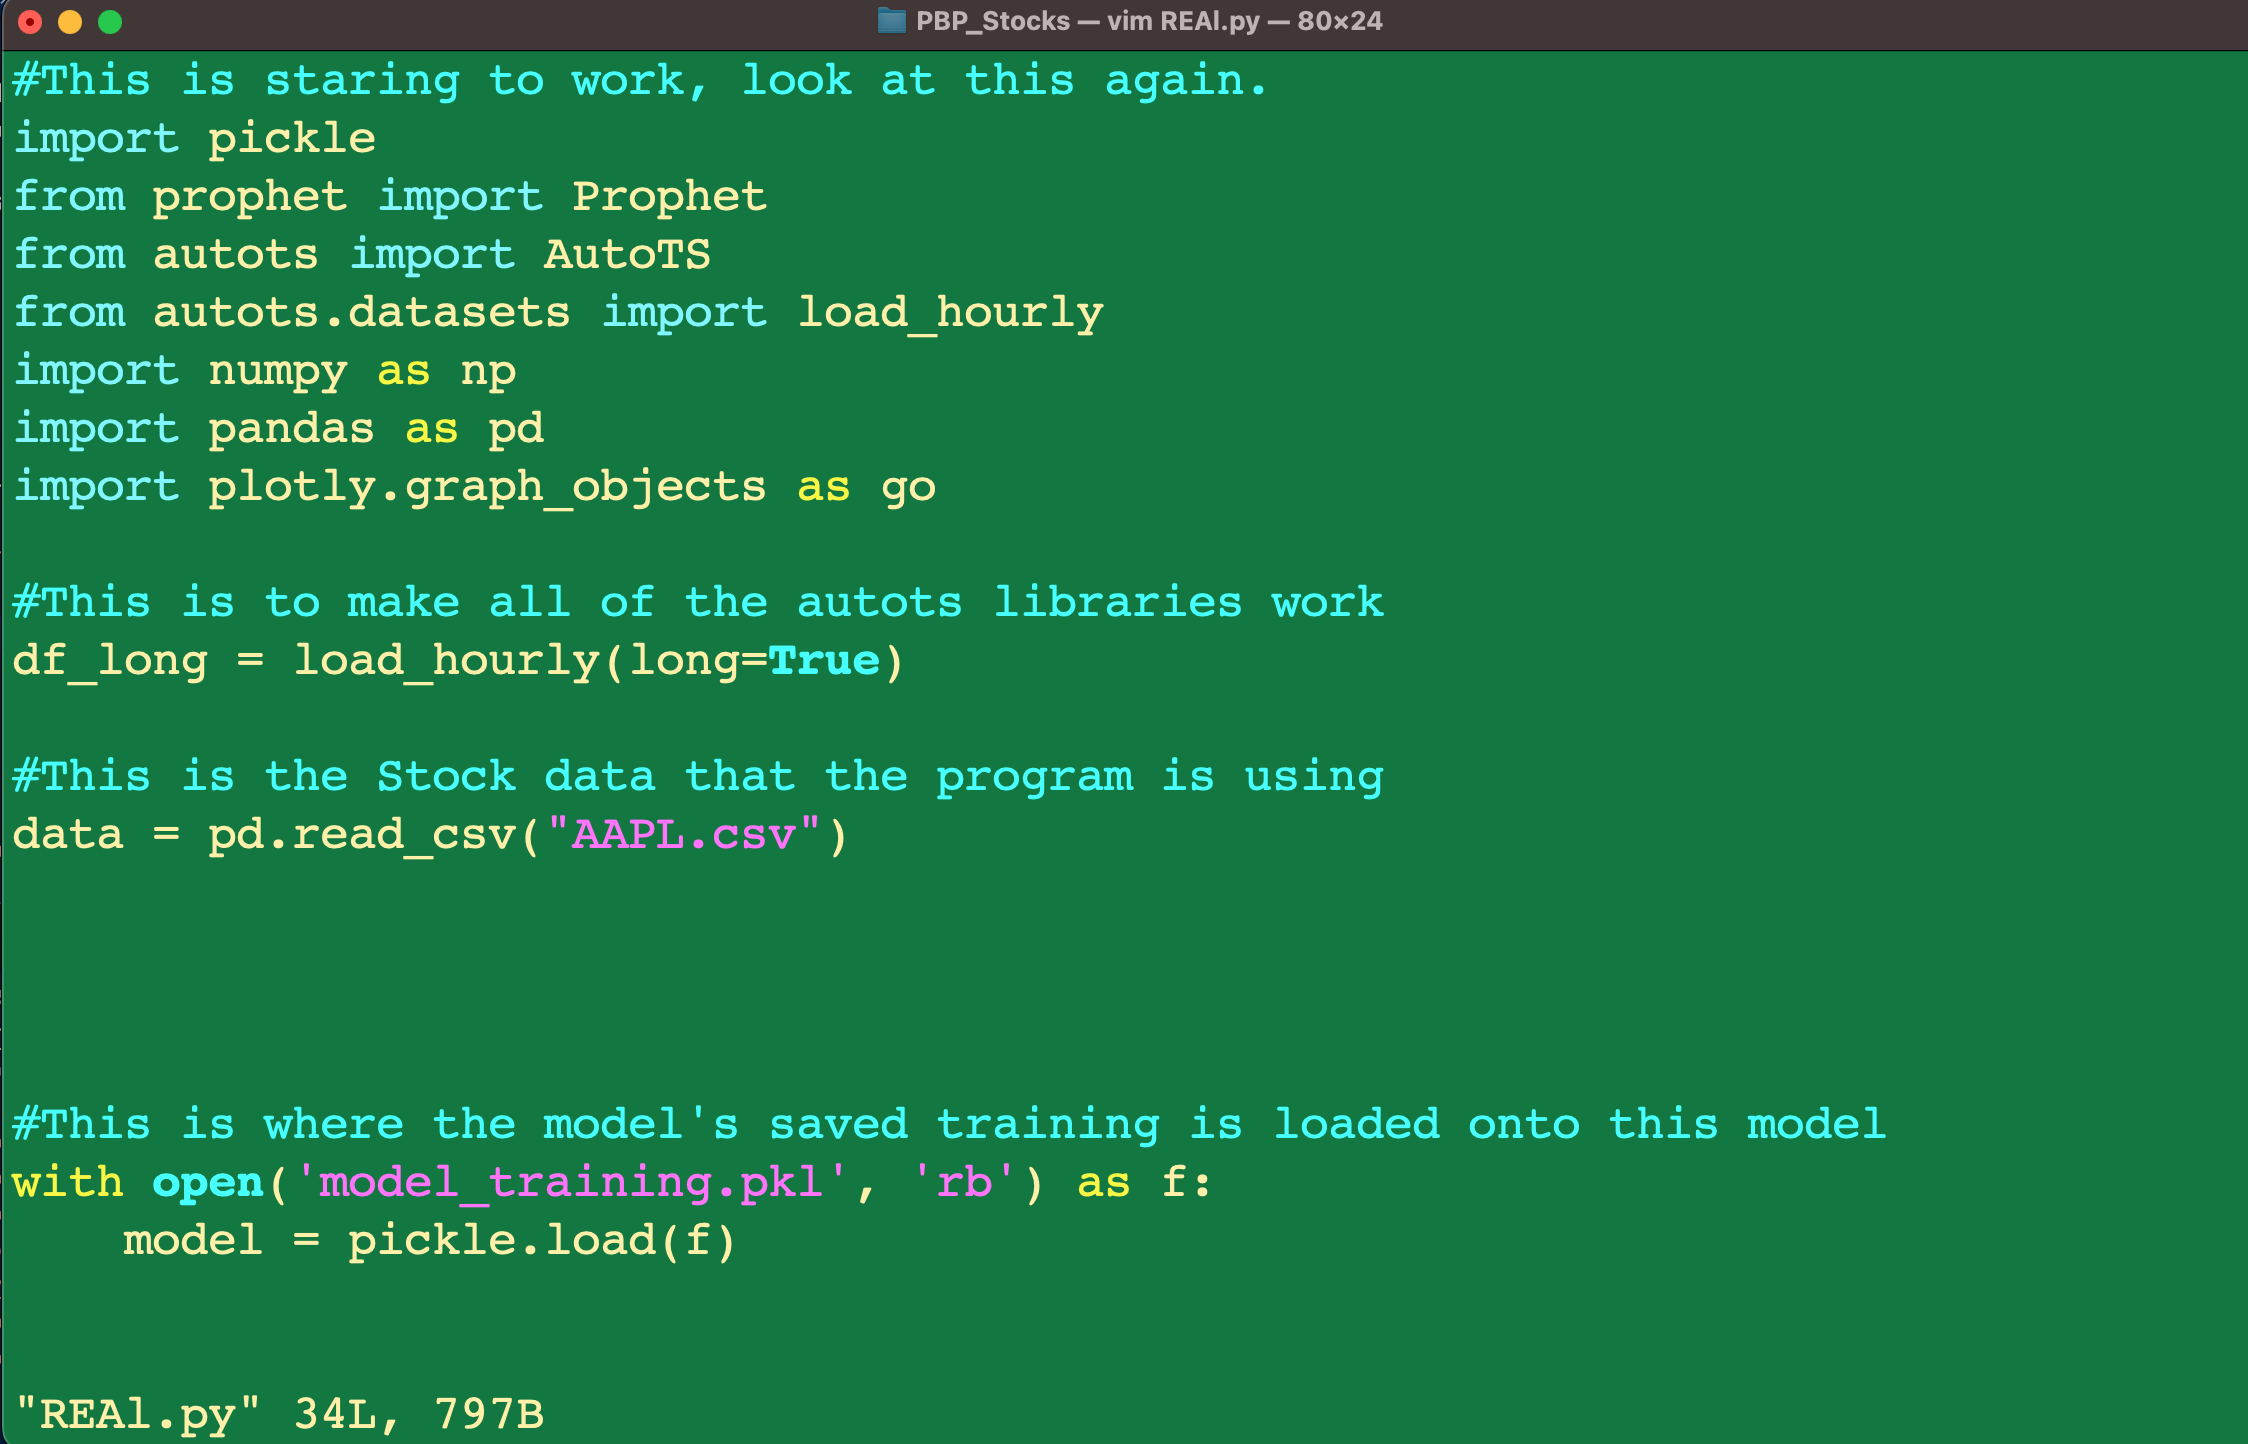 PBP_Stocks — vim REAl.py — 80×24
#This is staring to work, look at this again.
import pickle
from prophet import Prophet
from autots import AutoTS
from autots.datasets import load_hourly
import numpy as np
import pandas as pd
import plotly.graph_objects as go
#This is to make all of the autots libraries work
df_long = load_hourly(long=True)
#This is the Stock data that the program is using
data = pd.read_csv("AAPL.csv")
#This is where the model's saved training is loaded onto this model
with open('model_training.pkl', 'rb') as f:
    model = pickle.load(f)
"REAl.py" 34L, 797B